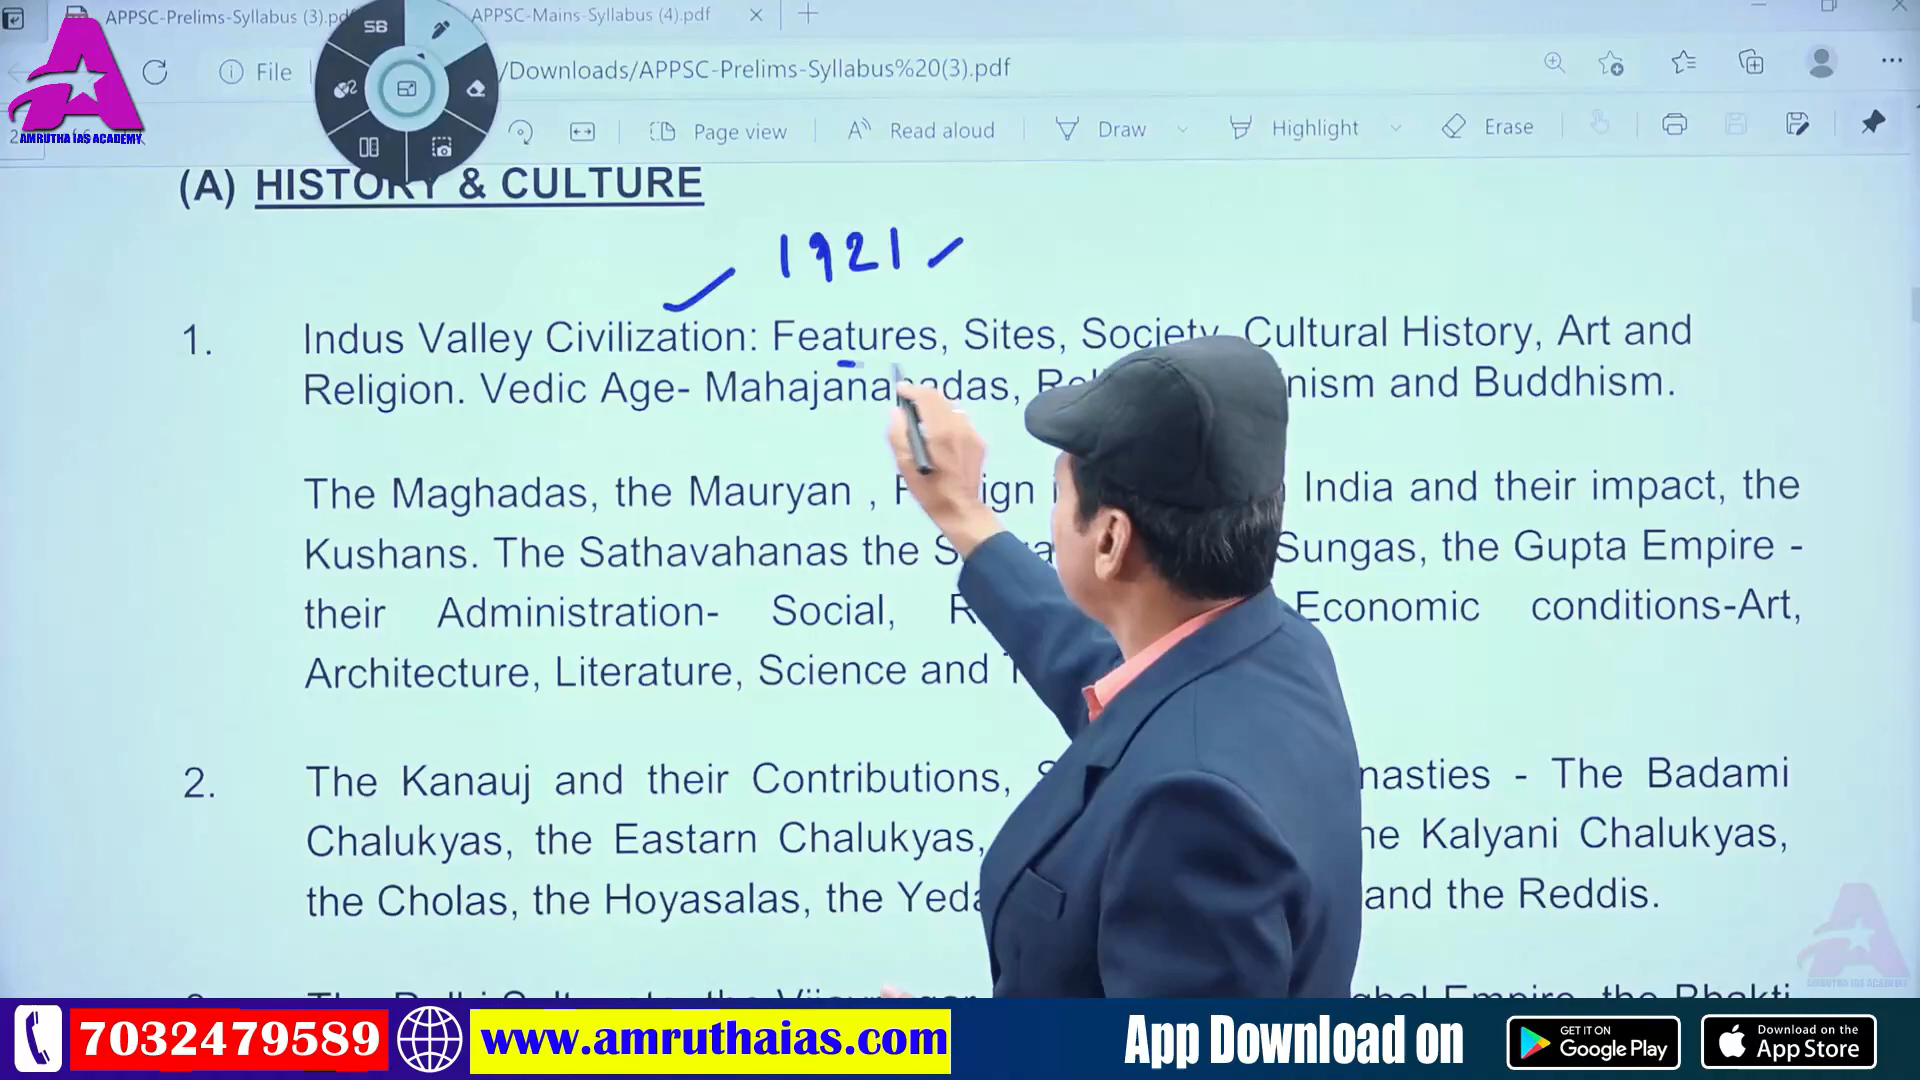 APPSC-Prelims-Syllabus (3).pd
APPSC-Mains-Syllabus (4).pdf
SB
File
/Downloads/APPSC-Prelims-Syllabus%20(3).pdf
AMRUTHA IAS ACADEMY
Page view
Read aloud
Draw
Highlight
Erase
(A) HISTORY & CULTURE
1921
1. Indus Valley Civilization: Features, Sites, Society, Cultural History, Art and
Religion. Vedic Age- Mahajanapadas, nism and Buddhism.
The Maghadas, the Mauryan , India and their impact, the
Kushans. The Sathavahanas the Sungas, the Gupta Empire -
their Administration- Social, Economic conditions-Art,
Architecture, Literature, Science and
2. The Kanauj and their Contributions, nasties - The Badami
Chalukyas, the Eastarn Chalukyas, Kalyani Chalukyas,
the Cholas, the Hoyasalas, the and the Reddis.
AMRUTHA IAS ACADEMY
7032479589
www.amruthaias.com
App Download on
GET IT ON
Google Play
Download on the
App Store